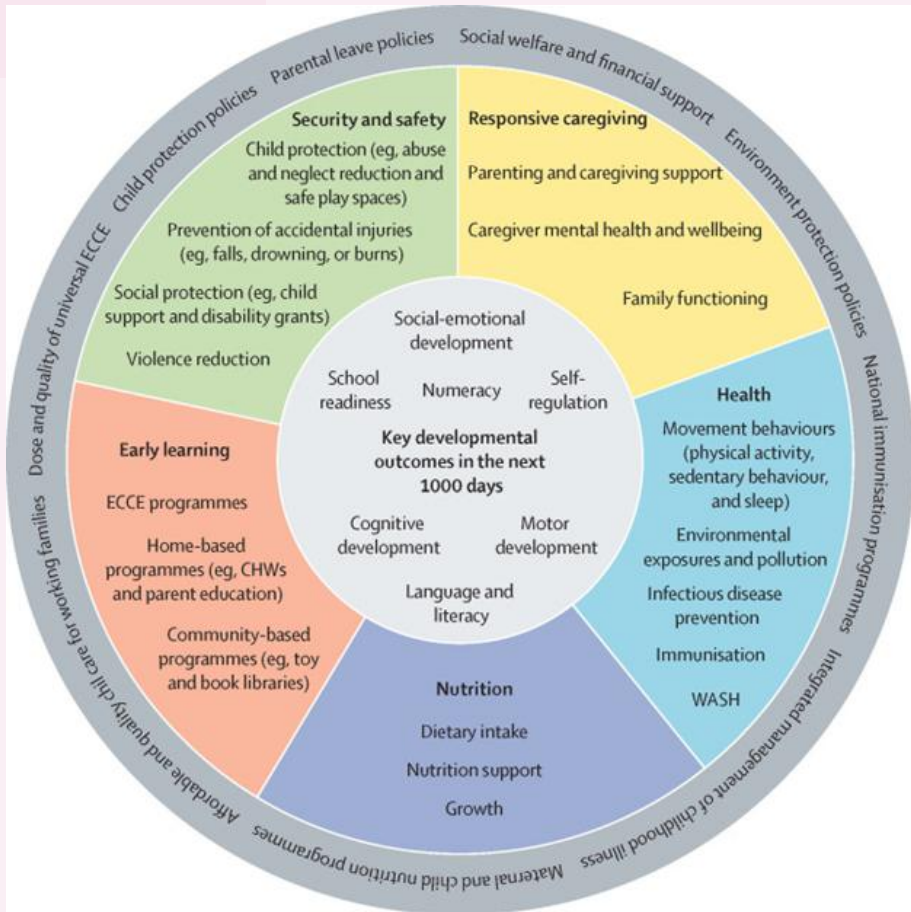 Parental leave policies
Social welfare and financial support
Environment protection policies
National immunisation programmes
Integrated management of childhood illness
Maternal and child nutrition programmes
Affordable and quality chil care for working families
Dose and quality of universal ECCE
Child protection policies
Security and safety
Child protection (eg, abuse
and neglect reduction and
safe play spaces)
Prevention of accidental injuries
(eg, falls, drowning, or burns)
Social protection (eg, child
support and disability grants)
Violence reduction
Responsive caregiving
Parenting and caregiving support
Caregiver mental health and wellbeing
Family functioning
Health
Movement behaviours
(physical activity,
sedentary behaviour,
and sleep)
Environmental
exposures and pollution
Infectious disease
prevention
Immunisation
WASH
Nutrition
Dietary intake
Nutrition support
Growth
Early learning
ECCE programmes
Home-based
programmes (eg, CHWs
and parent education)
Community-based
programmes (eg, toy
and book libraries)
Social-emotional
development
School
readiness
Numeracy
Self-
regulation
Key developmental
outcomes in the next
1000 days
Cognitive
development
Motor
development
Language and
literacy